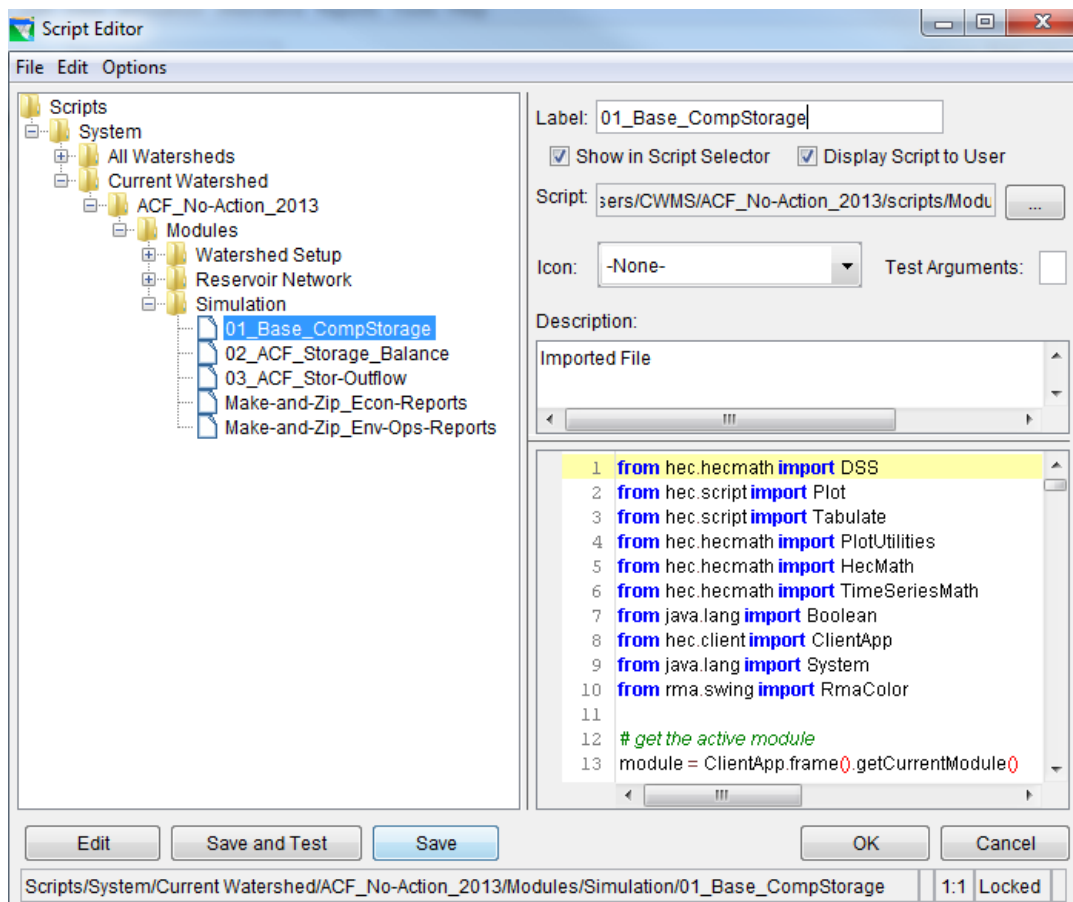 Script Editor
File Edit Options
Scripts
System
All Watersheds
Current Watershed
ACF_No-Action_2013
Modules
Watershed Setup
Reservoir Network
Simulation
01_Base_CompStorage
02_ACF_Storage_Balance
03_ACF_Stor-Outflow
Make-and-Zip_Econ-Reports
Make-and-Zip_Env-Ops-Reports
Label: 01_Base_CompStorage
Show in Script Selector Display Script to User
Script: sers/CWMS/ACF_No-Action_2013/scripts/Modu ...
Icon: -None- Test Arguments:
Description:
Imported File
1 from hec.hecmath import DSS
2 from hec.script import Plot
3 from hec.script import Tabulate
4 from hec.hecmath import PlotUtilities
5 from hec.hecmath import HecMath
6 from hec.hecmath import TimeSeriesMath
7 from java.lang import Boolean
8 from hec.client import ClientApp
9 from java.lang import System
10 from rma.swing import RmaColor
11
12 # get the active module
13 module = ClientApp.frame().getCurrentModule()
Edit Save and Test Save OK Cancel
Scripts/System/Current Watershed/ACF_No-Action_2013/Modules/Simulation/01_Base_CompStorage 1:1 Locked